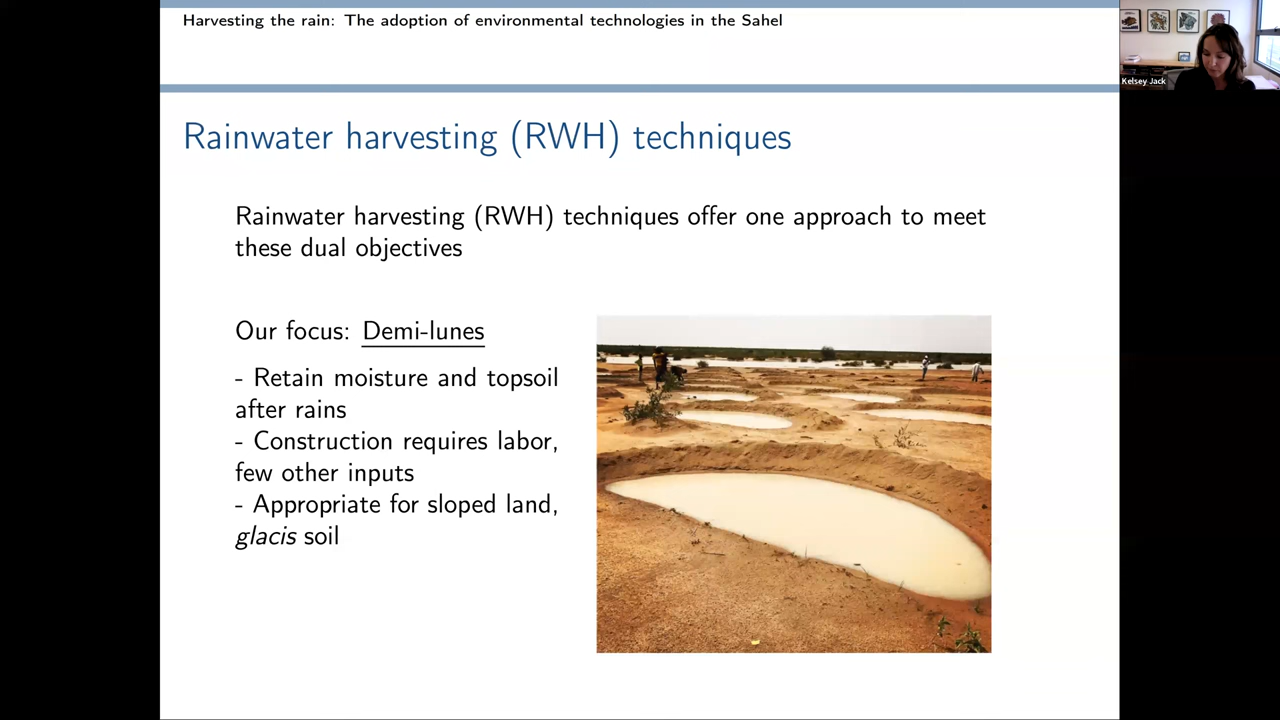 Harvesting the rain: The adoption of environmental technologies in the Sahel
Kelsey Jack
Rainwater harvesting (RWH) techniques
Rainwater harvesting (RWH) techniques offer one approach to meet
these dual objectives
Our focus: Demi-lunes
- Retain moisture and topsoil
after rains
- Construction requires labor,
few other inputs
- Appropriate for sloped land,
glacis soil